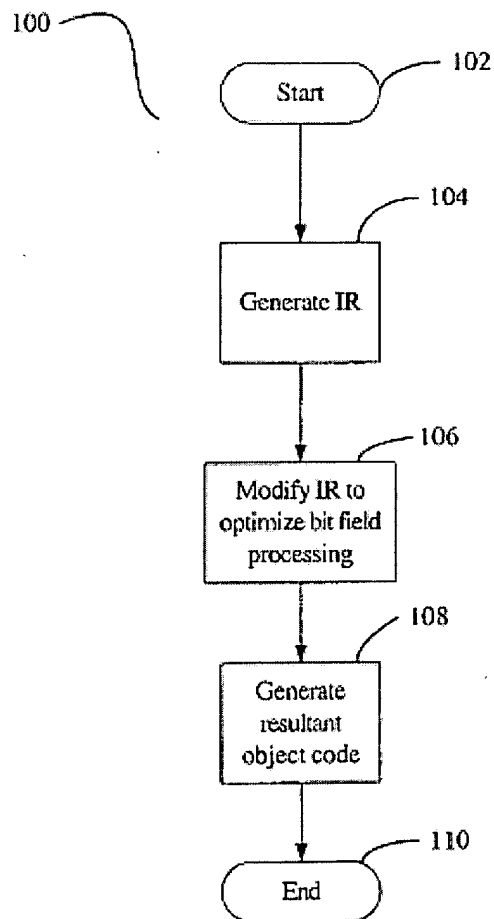 100
102
Start
104
Generate IR
106
Modify IR to
optimize bit field
processing
108
Generate
resultant
object code
110
End